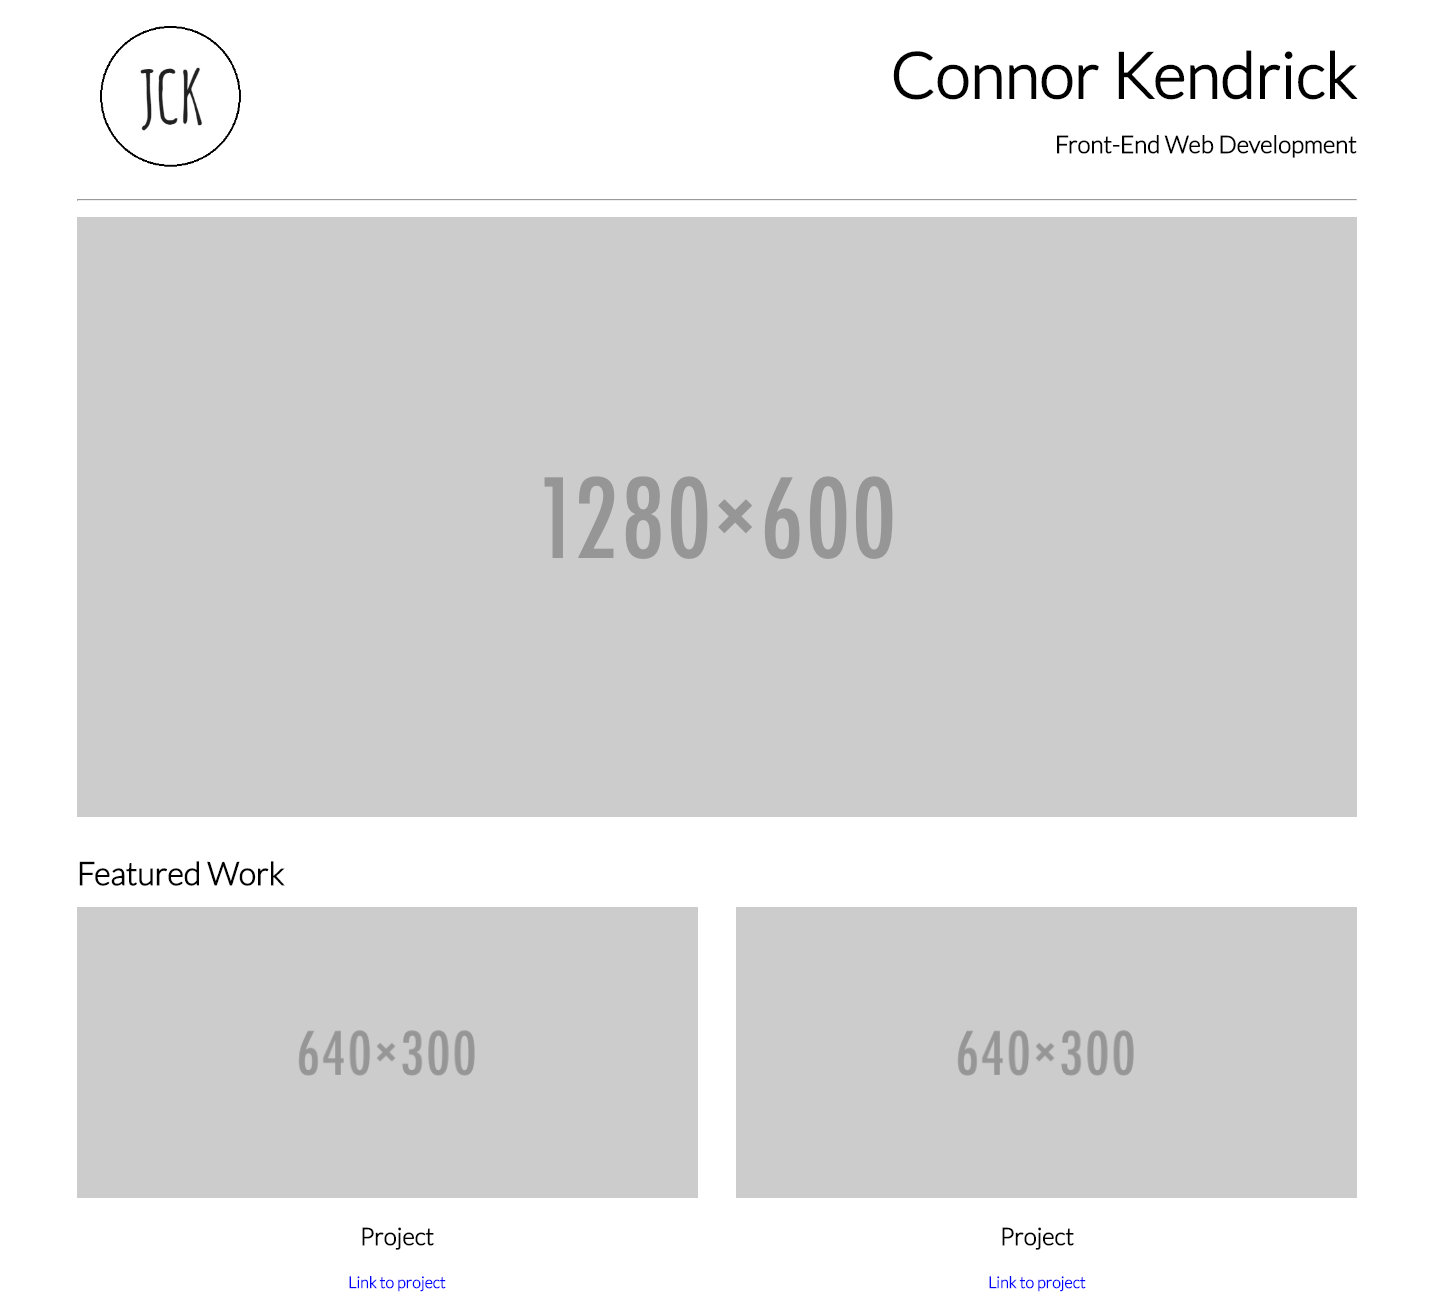 JCK
Connor Kendrick
Front-End Web Development
1280×600
Featured Work
640×300
640×300
Project
Project
Link to project
Link to project